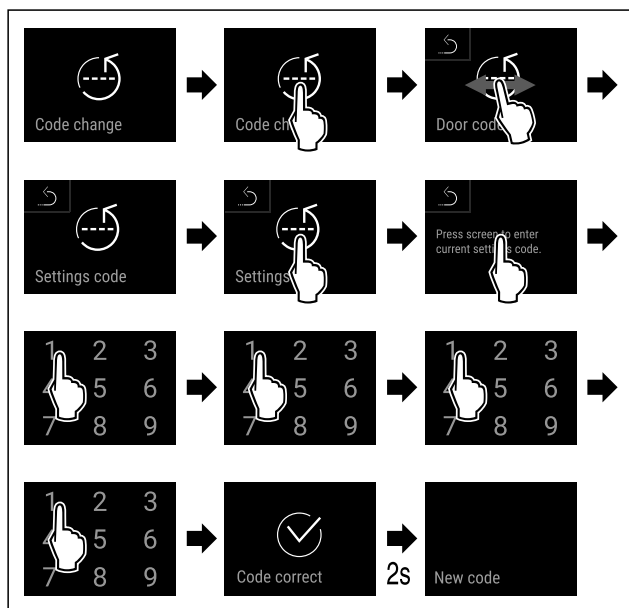 Code change
Code ch
Door code
Settings code
Settings
Press screen to enter
current settings code.
1 2 3
4 5 6
7 8 9
1 2 3
4 5 6
7 8 9
1 2 3
4 5 6
7 8 9
1 2 3
4 5 6
7 8 9
Code correct
2s
New code